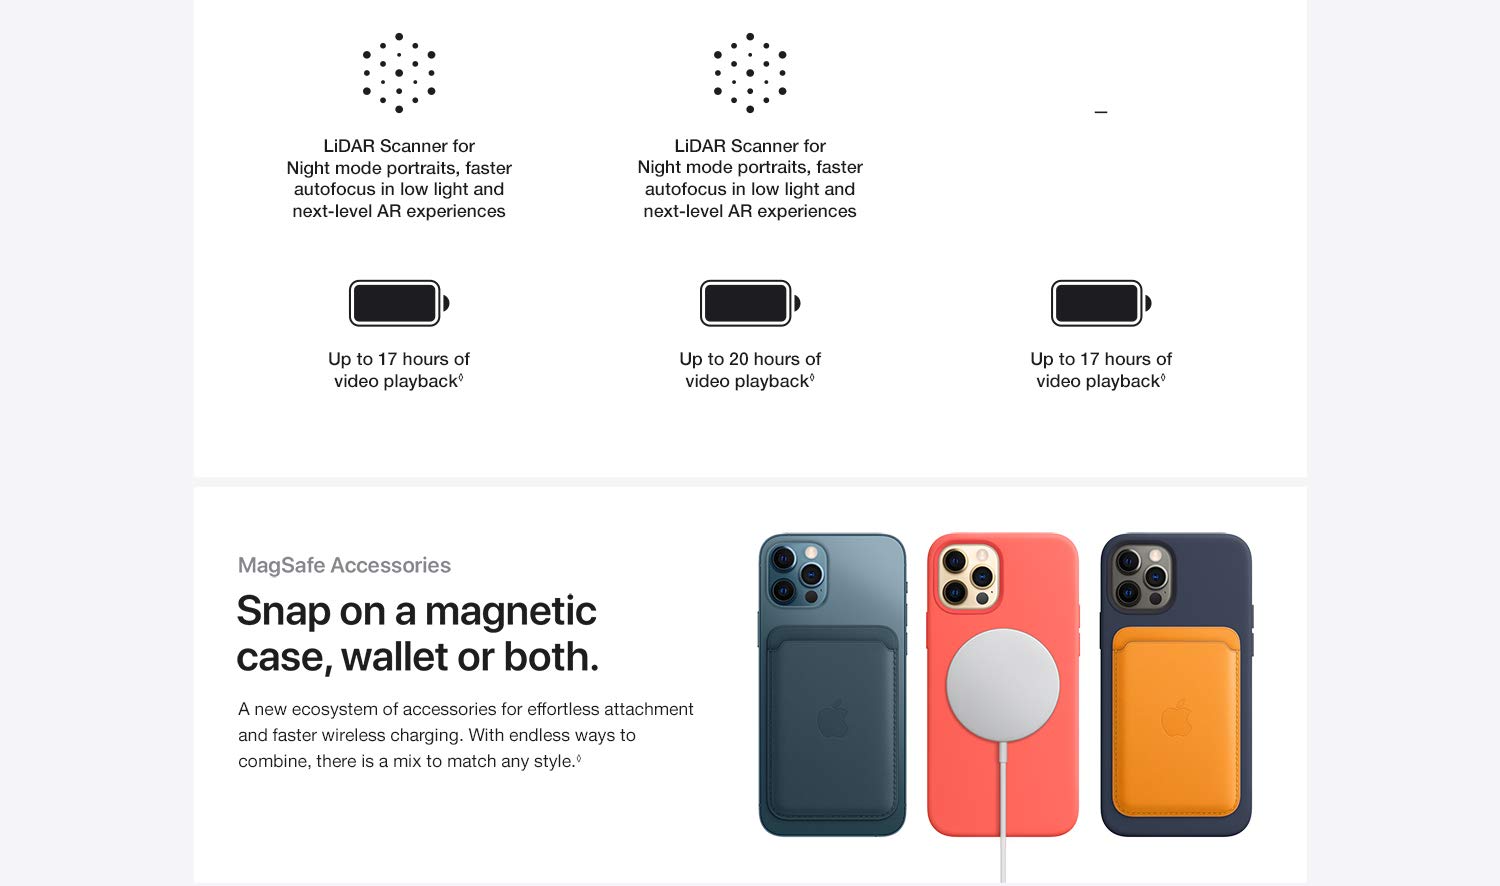 LiDAR Scanner for
Night mode portraits, faster
autofocus in low light and
next-level AR experiences
LiDAR Scanner for
Night mode portraits, faster
autofocus in low light and
next-level AR experiences
–
Up to 17 hours of
video playback◊
Up to 20 hours of
video playback◊
Up to 17 hours of
video playback◊
MagSafe Accessories
Snap on a magnetic
case, wallet or both.
A new ecosystem of accessories for effortless attachment
and faster wireless charging. With endless ways to
combine, there is a mix to match any style.◊